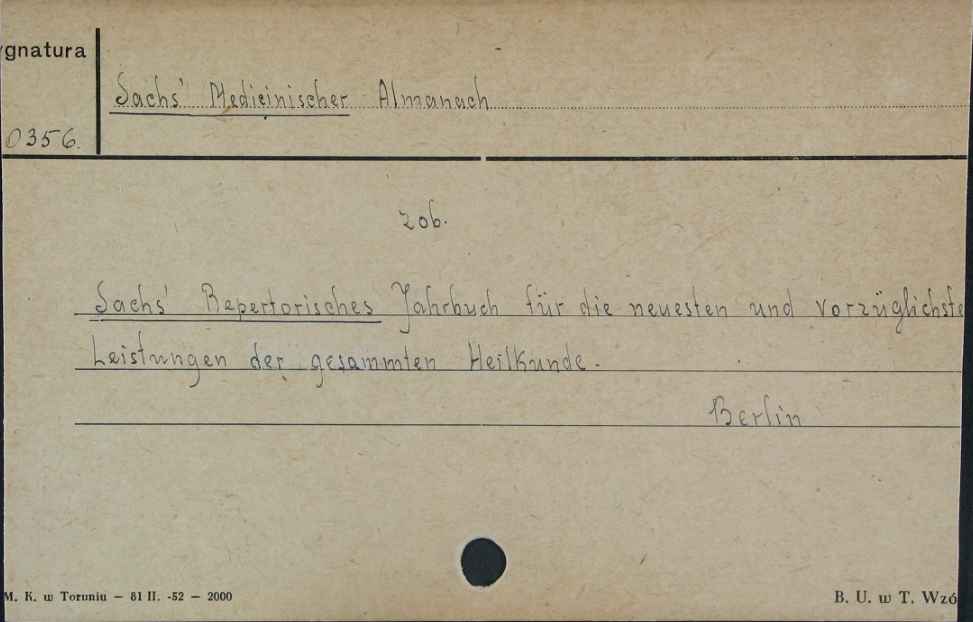 ygnatura
Sachs' Medicinischer Almanach
0356.
zob.
Sachs' Repertorisches Jahrbuch für die neuesten und vorzüglichste
Leistungen der gesammten Heilkunde.
Berlin
M. K. w Toruniu — 81 II. -52 — 2000
B. U. w T. Wzó